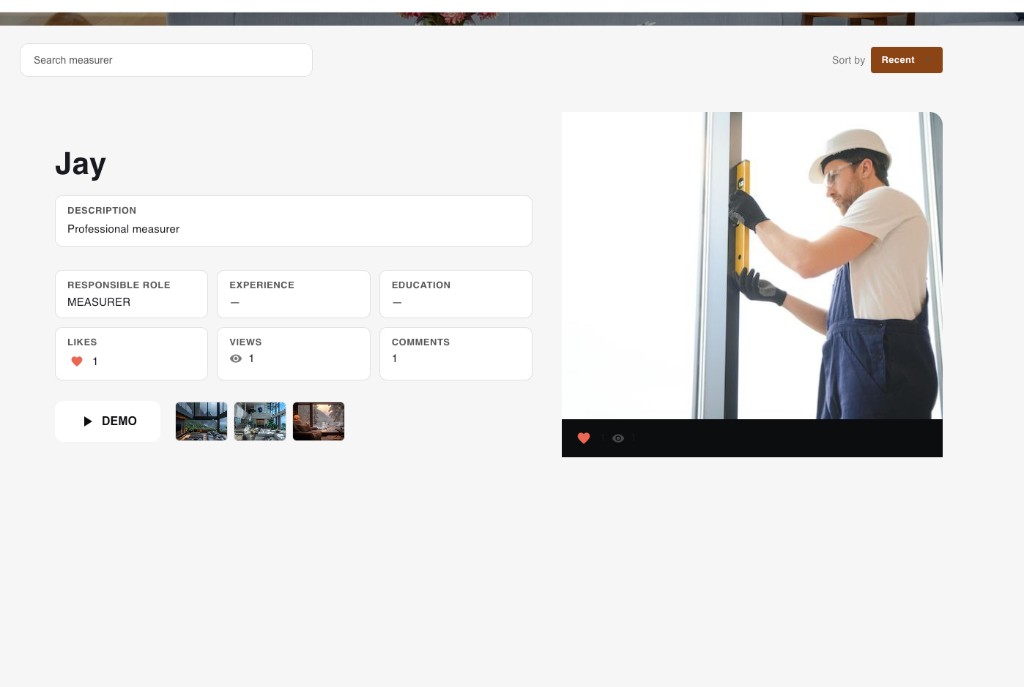 Search measurer
Sort by
Recent
Jay
DESCRIPTION
Professional measurer
RESPONSIBLE ROLE
MEASURER
EXPERIENCE
—
EDUCATION
—
LIKES
1
VIEWS
1
COMMENTS
1
DEMO